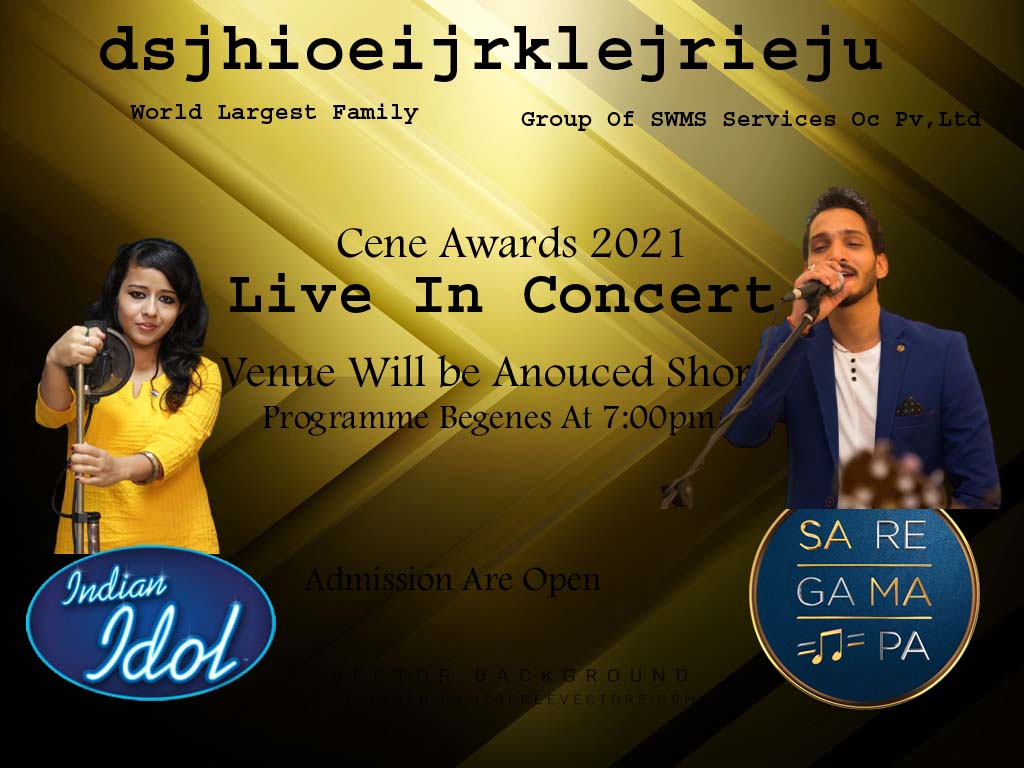 dsjhioeijrklejrieju
World Largest Family
Group Of SWMS Services Oc Pv,Ltd
Cene Awards 2021
Live In Concert
Venue Will be Anouced Shor
Programme Begenes At 7:00pm
Admission Are Open
Indian
Idol
SA RE
GA MA
PA
VECTOR BACKGROUND